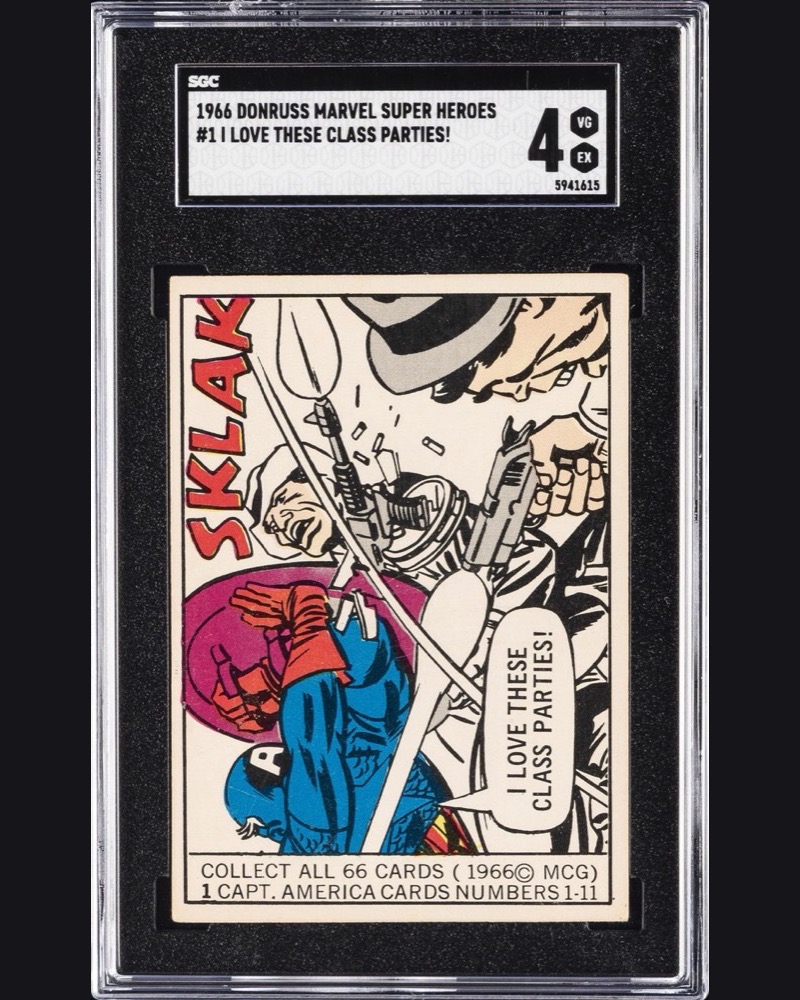 SGC
1966 DONRUSS MARVEL SUPER HEROES
#1 I LOVE THESE CLASS PARTIES!
4
VG
EX
5941615
SKLAK
A
I LOVE THESE
CLASS PARTIES!
COLLECT ALL 66 CARDS ( 1966© MCG)
1 CAPT. AMERICA CARDS NUMBERS 1-11